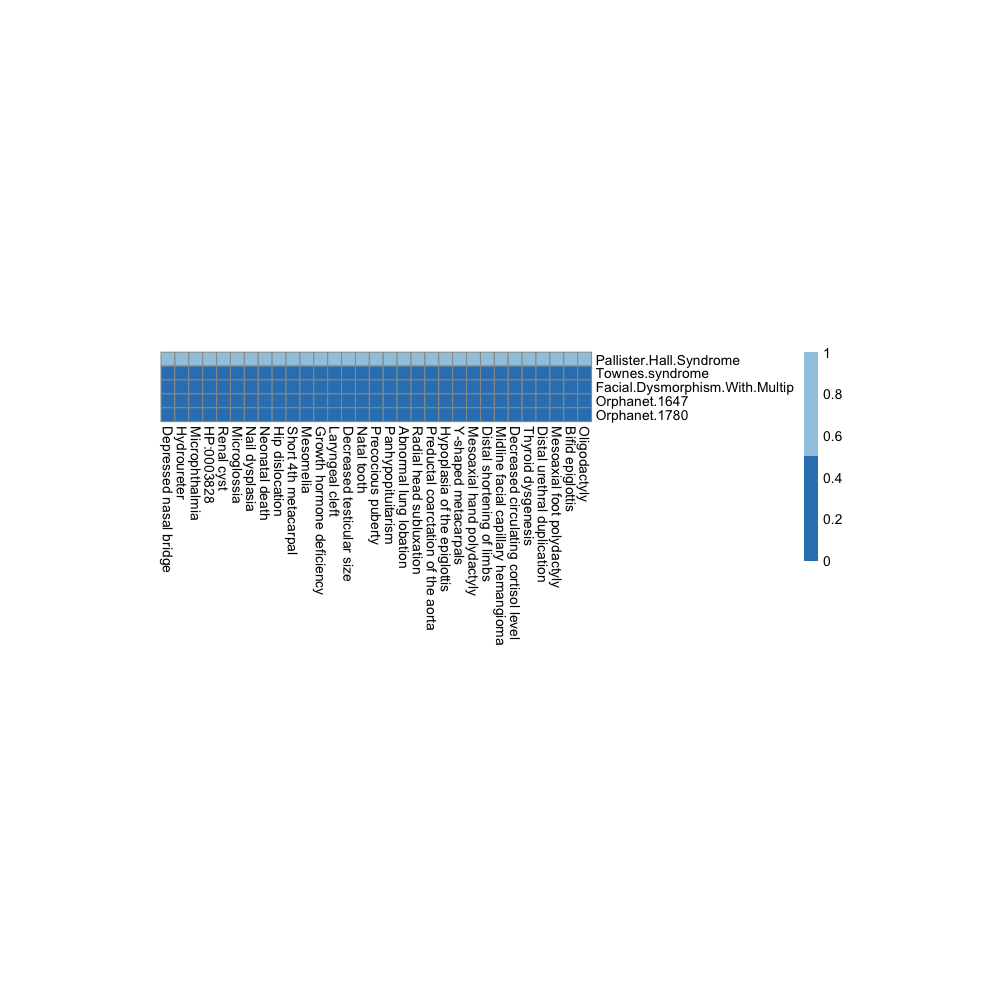 Pallister.Hall.Syndrome
Townes.syndrome
Facial.Dysmorphism.With.Multip
Orphanet.1647
Orphanet.1780
1
0.8
0.6
0.4
0.2
0
Depressed nasal bridge
Hydroureter
Microphthalmia
HP:0003828
Renal cyst
Microglossia
Nail dysplasia
Neonatal death
Hip dislocation
Short 4th metacarpal
Mesomelia
Growth hormone deficiency
Laryngeal cleft
Decreased testicular size
Natal tooth
Precocious puberty
Panhypopituitarism
Abnormal lung lobation
Radial head subluxation
Preductal coarctation of the aorta
Hypoplasia of the epiglottis
Y-shaped metacarpals
Mesoaxial hand polydactyly
Distal shortening of limbs
Midline facial capillary hemangioma
Decreased circulating cortisol level
Thyroid dysgenesis
Distal urethral duplication
Mesoaxial foot polydactyly
Bifid epiglottis
Oligodactyly